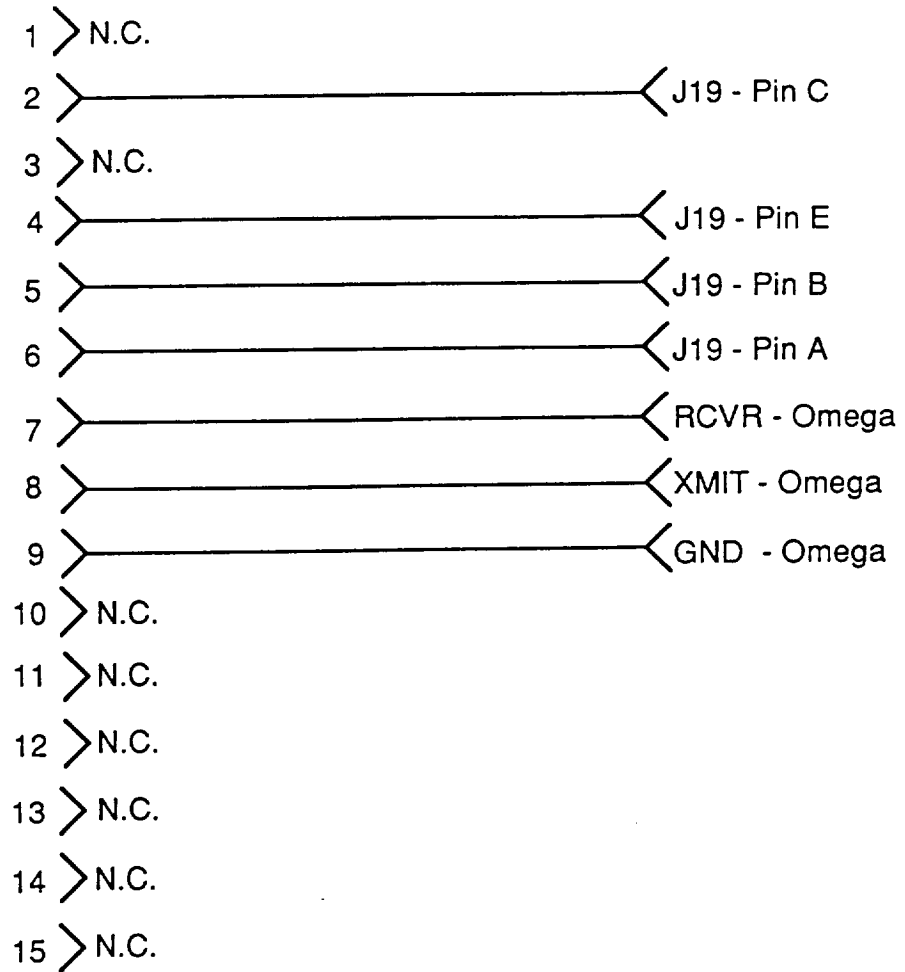 1 N.C.
2 J19 - Pin C
3 N.C.
4 J19 - Pin E
5 J19 - Pin B
6 J19 - Pin A
7 RCVR - Omega
8 XMIT - Omega
9 GND - Omega
10 N.C.
11 N.C.
12 N.C.
13 N.C.
14 N.C.
15 N.C.